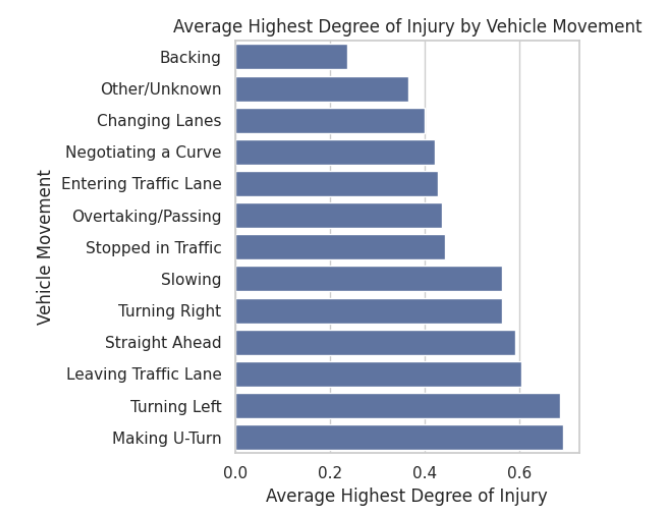 Average Highest Degree of Injury by Vehicle Movement
Vehicle Movement
Backing
Other/Unknown
Changing Lanes
Negotiating a Curve
Entering Traffic Lane
Overtaking/Passing
Stopped in Traffic
Slowing
Turning Right
Straight Ahead
Leaving Traffic Lane
Turning Left
Making U-Turn
0.0 0.2 0.4 0.6
Average Highest Degree of Injury